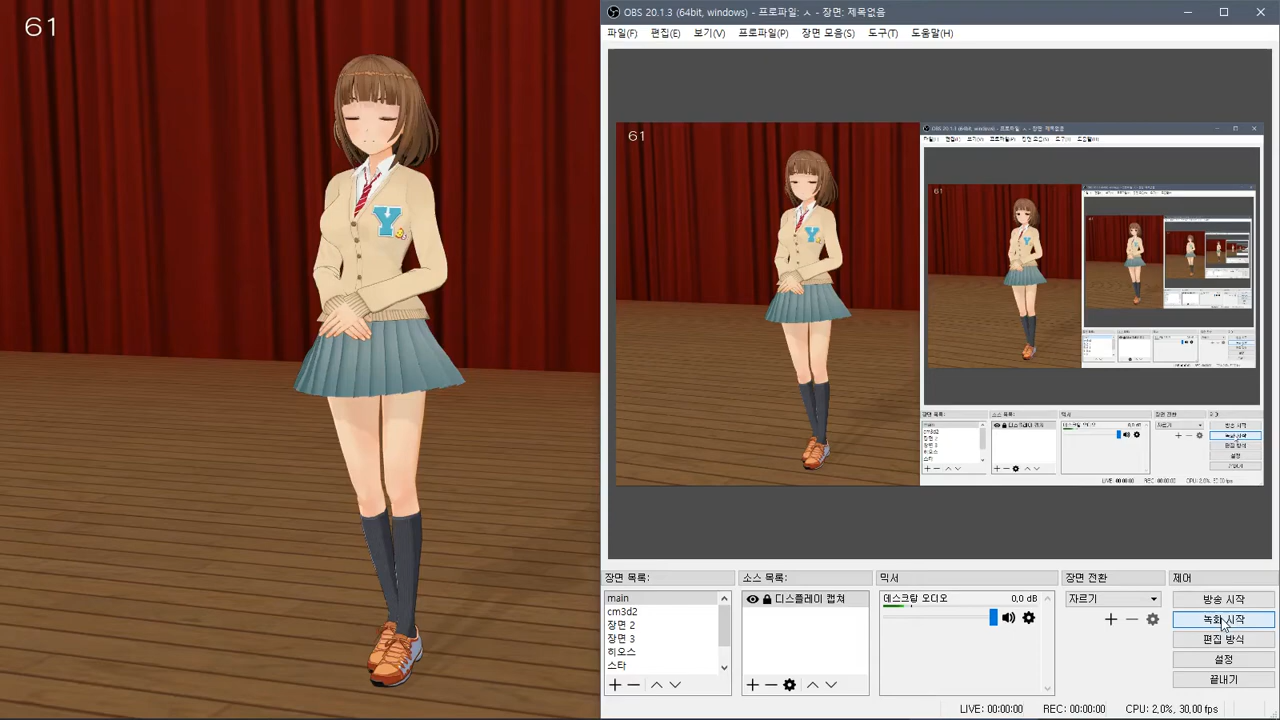 61
OBS 20.1.3 (64bit, windows) - 프로파일: ㅅ - 장면: 제목없음
파일(F) 편집(E) 보기(V) 프로파일(P) 장면 모음(S) 도구(T) 도움말(H)
61
61
Y
Y
장면 목록: 소스 목록: 믹서 장면 전환 제어
main
cm3d2
장면 2
장면 3
히오스
스타
디스플레이 캡쳐
데스크탑 오디오 0.0 dB
자르기
방송 시작
녹화 시작
편집 방식
설정
끝내기
LIVE: 00:00:00 REC: 00:00:00 CPU: 2.0%, 30.00 fps